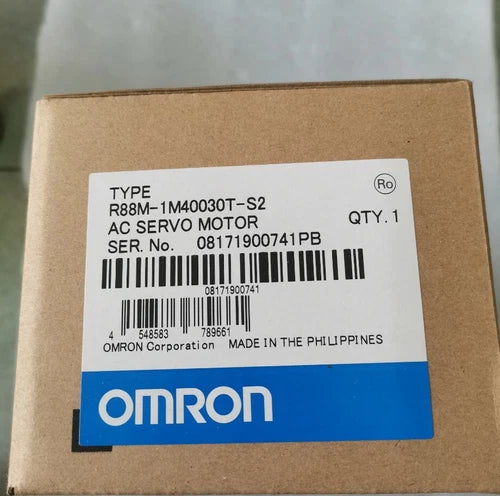 TYPE
Ro
R88M-1M40030T-S2
AC SERVO MOTOR QTY. 1
SER. No. 08171900741PB
08171900741
4 548583 789661
OMRON Corporation MADE IN THE PHILIPPINES
OMRON